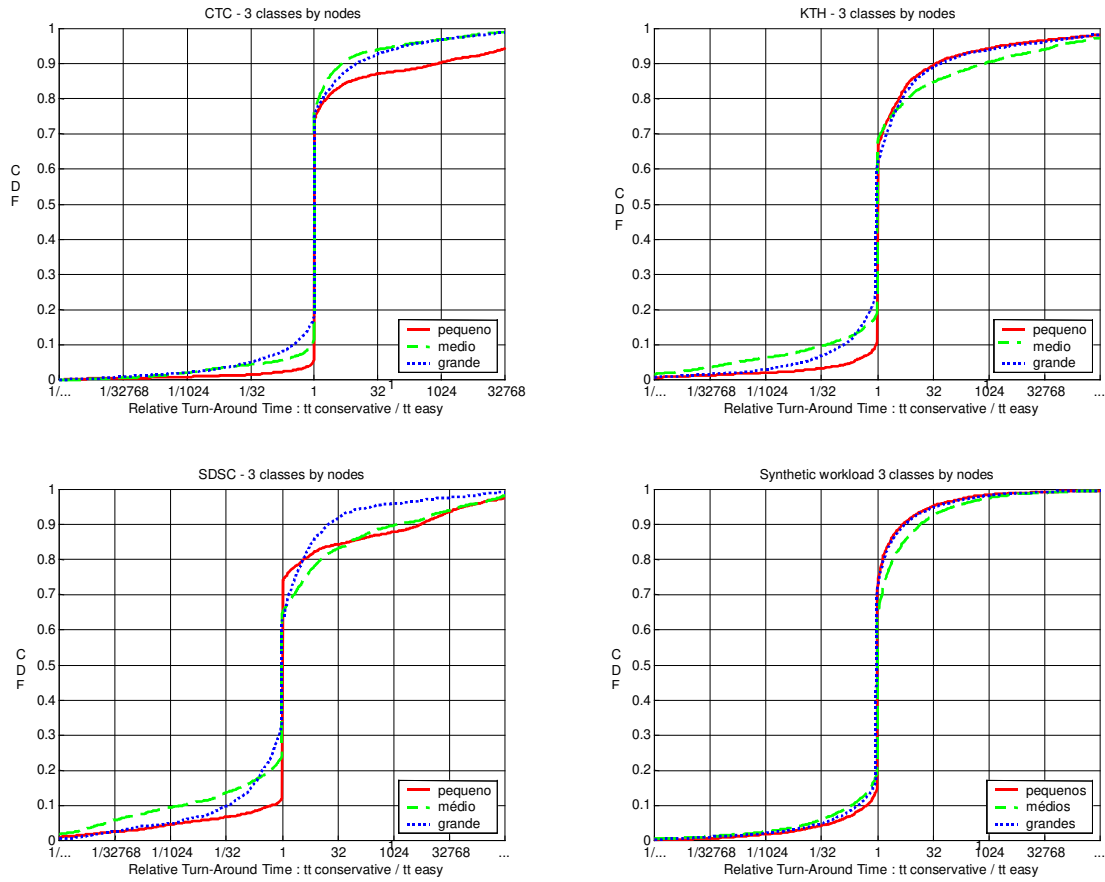 CTC - 3 classes by nodes
1
0.9
0.8
0.7
0.6
0.5
0.4
0.3
0.2
0.1
0
C
D
F
pequeno
medio
grande
1/... 1/32768 1/1024 1/32 1 32 1 1024 32768
Relative Turn-Around Time : tt conservative / tt easy
KTH - 3 classes by nodes
1
0.9
0.8
0.7
0.6
0.5
0.4
0.3
0.2
0.1
0
C
D
F
pequeno
medio
grande
1/... 1/32768 1/1024 1/32 1 32 1 1024 32768 ...
Relative Turn-Around Time : tt conservative / tt easy
SDSC - 3 classes by nodes
1
0.9
0.8
0.7
0.6
0.5
0.4
0.3
0.2
0.1
0
C
D
F
pequeno
médio
grande
1/... 1/32768 1/1024 1/32 1 32 1 1024 32768 ...
Relative Turn-Around Time : tt conservative / tt easy
Synthetic workload 3 classes by nodes
1
0.9
0.8
0.7
0.6
0.5
0.4
0.3
0.2
0.1
0
C
D
F
pequenos
médios
grandes
1/... 1/32768 1/1024 1/32 1 32 1 1024 32768 ...
Relative Turn-Around Time : tt conservative / tt easy